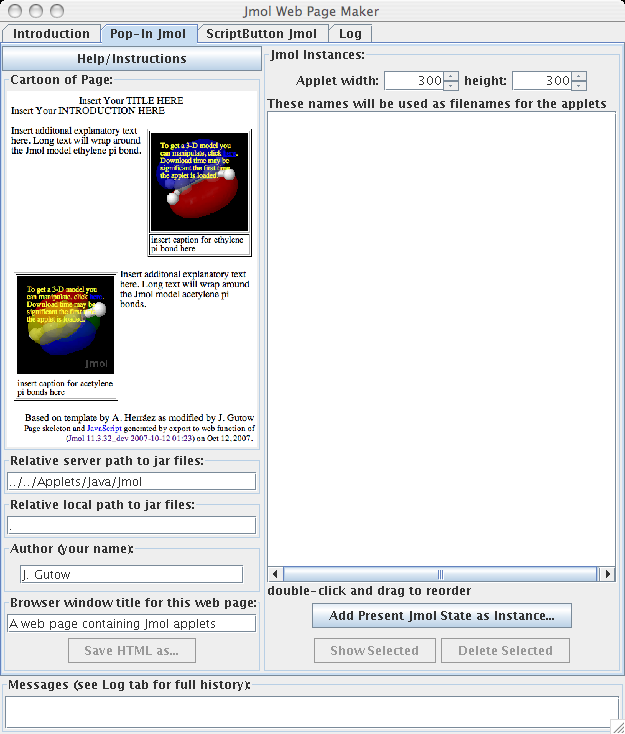 Jmol Web Page Maker
Introduction Pop-In Jmol ScriptButton Jmol Log
Help/Instructions
Cartoon of Page:
Insert Your TITLE HERE
Insert Your INTRODUCTION HERE
Insert additonal explanatory text
here. Long text will wrap around
the Jmol model ethylene pi bond.
To get a 3-D model you
can manipulate, click here.
Download time may be
significant the first time
the applet is loaded.
insert caption for ethylene
pi bond here
To get a 3-D model you
can manipulate, click here.
Download time may be
significant the first time
the applet is loaded.
Jmol
insert caption for acetylene
pi bonds here
Insert additonal explanatory text
here. Long text will wrap around
the Jmol model acetylene pi
bonds.
Based on template by A. Herráez as modified by J. Gutow
Page skeleton and JavaScript generated by export to web function of
(Jmol 11.3.32_dev 2007-10-12 01:23) on Oct 12, 2007.
Relative server path to jar files:
../../Applets/Java/Jmol
Relative local path to jar files:
.
Author (your name):
J. Gutow
Browser window title for this web page:
A web page containing Jmol applets
Save HTML as...
Jmol Instances:
Applet width: 300 height: 300
These names will be used as filenames for the applets
double-click and drag to reorder
Add Present Jmol State as Instance...
Show Selected Delete Selected
Messages (see Log tab for full history):